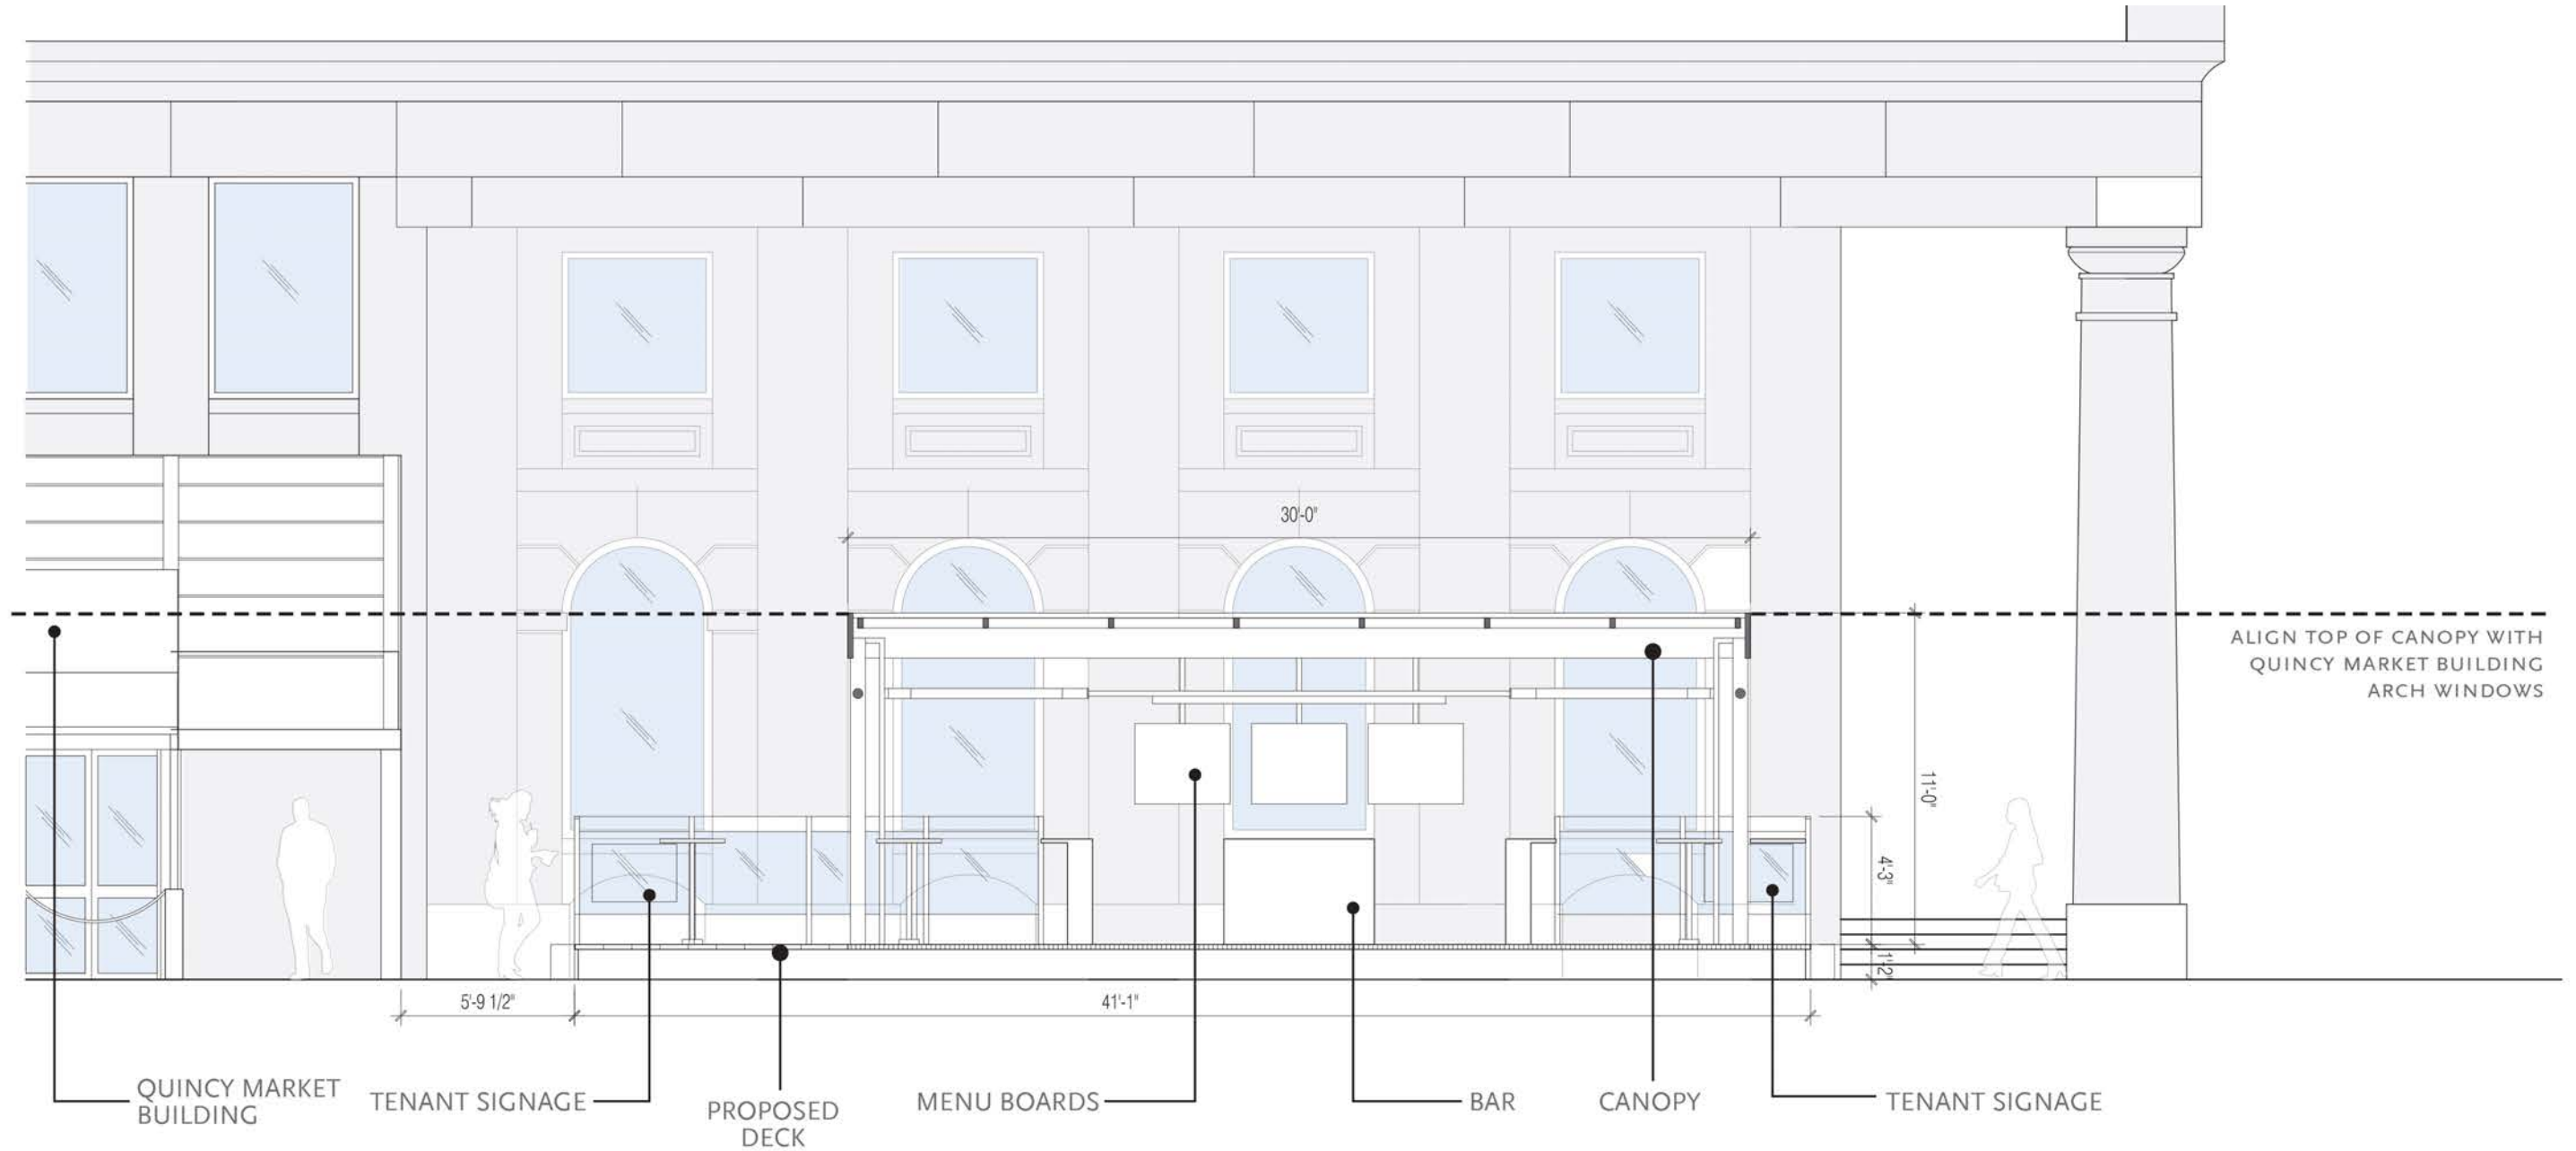 30'-0"
ALIGN TOP OF CANOPY WITH
QUINCY MARKET BUILDING
ARCH WINDOWS
11'-0"
4'-3"
1'-2"
5'-9 1/2"
41'-1"
QUINCY MARKET
BUILDING
TENANT SIGNAGE
PROPOSED
DECK
MENU BOARDS
BAR
CANOPY
TENANT SIGNAGE